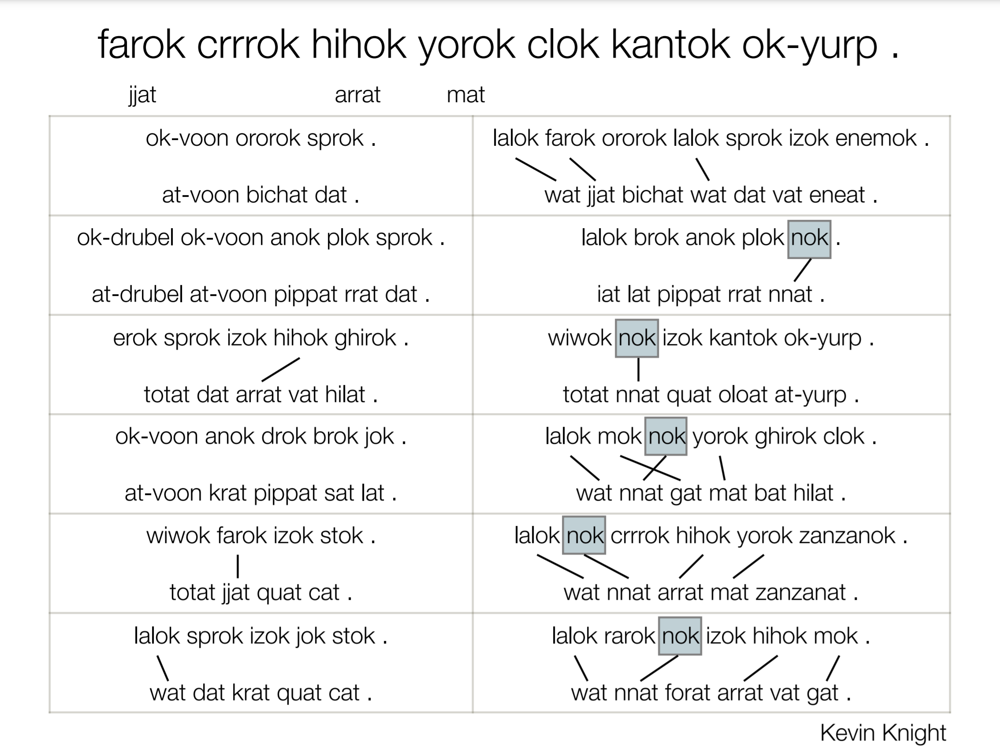 farok crrrok hihok yorok clok kantok ok-yurp .
jjat arrat mat
ok-voon ororok sprok .
at-voon bichat dat .
lalok farok ororok lalok sprok izok enemok .
wat jjat bichat wat dat vat eneat .
ok-drubel ok-voon anok plok sprok .
at-drubel at-voon pippat rrat dat .
lalok brok anok plok nok .
iat lat pippat rrat nnat .
erok sprok izok hihok ghirok .
totat dat arrat vat hilat .
wiwok nok izok kantok ok-yurp .
totat nnat quat oloat at-yurp .
ok-voon anok drok brok jok .
at-voon krat pippat sat lat .
lalok mok nok yorok ghirok clok .
wat nnat gat mat bat hilat .
wiwok farok izok stok .
totat jjat quat cat .
lalok nok crrrok hihok yorok zanzanok .
wat nnat arrat mat zanzanat .
lalok sprok izok jok stok .
wat dat krat quat cat .
lalok rarok nok izok hihok mok .
wat nnat forat arrat vat gat .
Kevin Knight